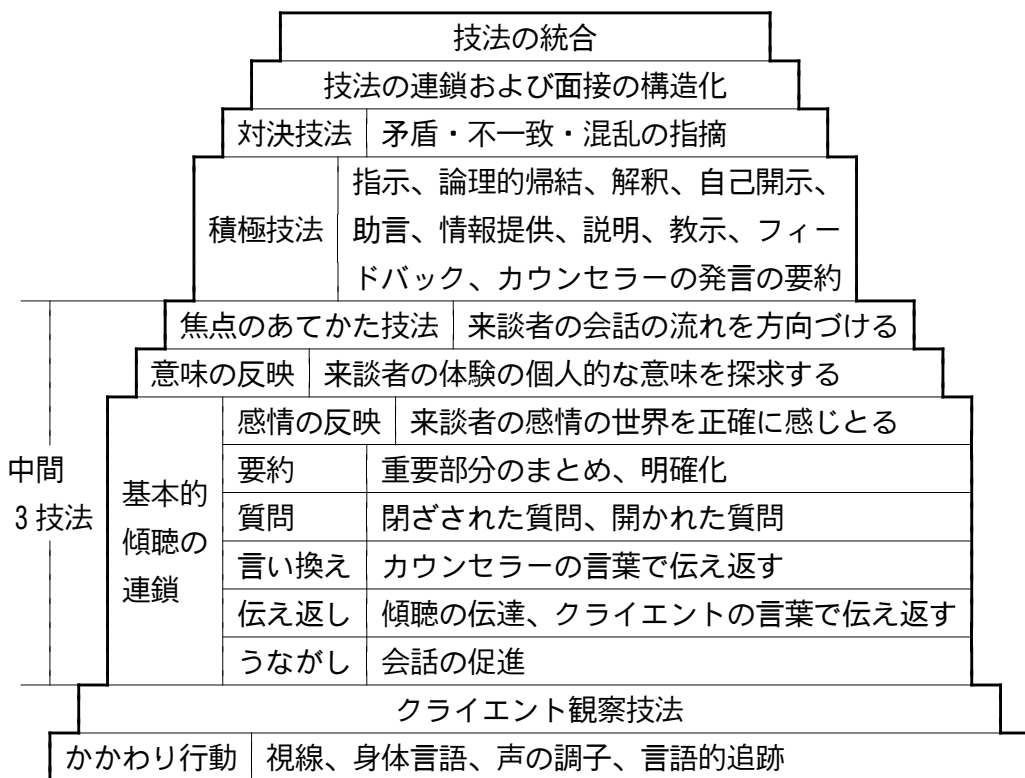 技法の統合
技法の連鎖および面接の構造化
対決技法 矛盾・不一致・混乱の指摘
積極技法 指示、論理的帰結、解釈、自己開示、
助言、情報提供、説明、教示、フィー
ドバック、カウンセラーの発言の要約
中間
3技法
焦点のあてかた技法 来談者の会話の流れを方向づける
意味の反映 来談者の体験の個人的な意味を探求する
基本的
傾聴の
連鎖
感情の反映 来談者の感情の世界を正確に感じとる
要約 重要部分のまとめ、明確化
質問 閉ざされた質問、開かれた質問
言い換え カウンセラーの言葉で伝え返す
伝え返し 傾聴の伝達、クライエントの言葉で伝え返す
うながし 会話の促進
クライエント観察技法
かかわり行動 視線、身体言語、声の調子、言語的追跡